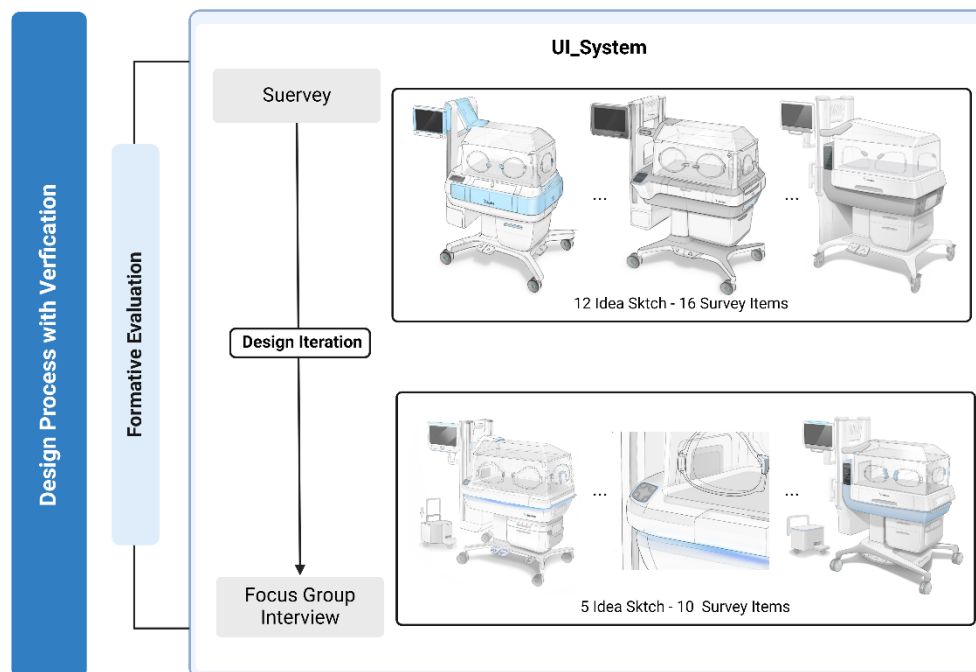 Design Process with Verfication
Formative Evaluation
UI_System
Suervey
...
...
12 Idea Sktch - 16 Survey Items
Design Iteration
...
...
Focus Group
Interview
5 Idea Sktch - 10 Survey Items